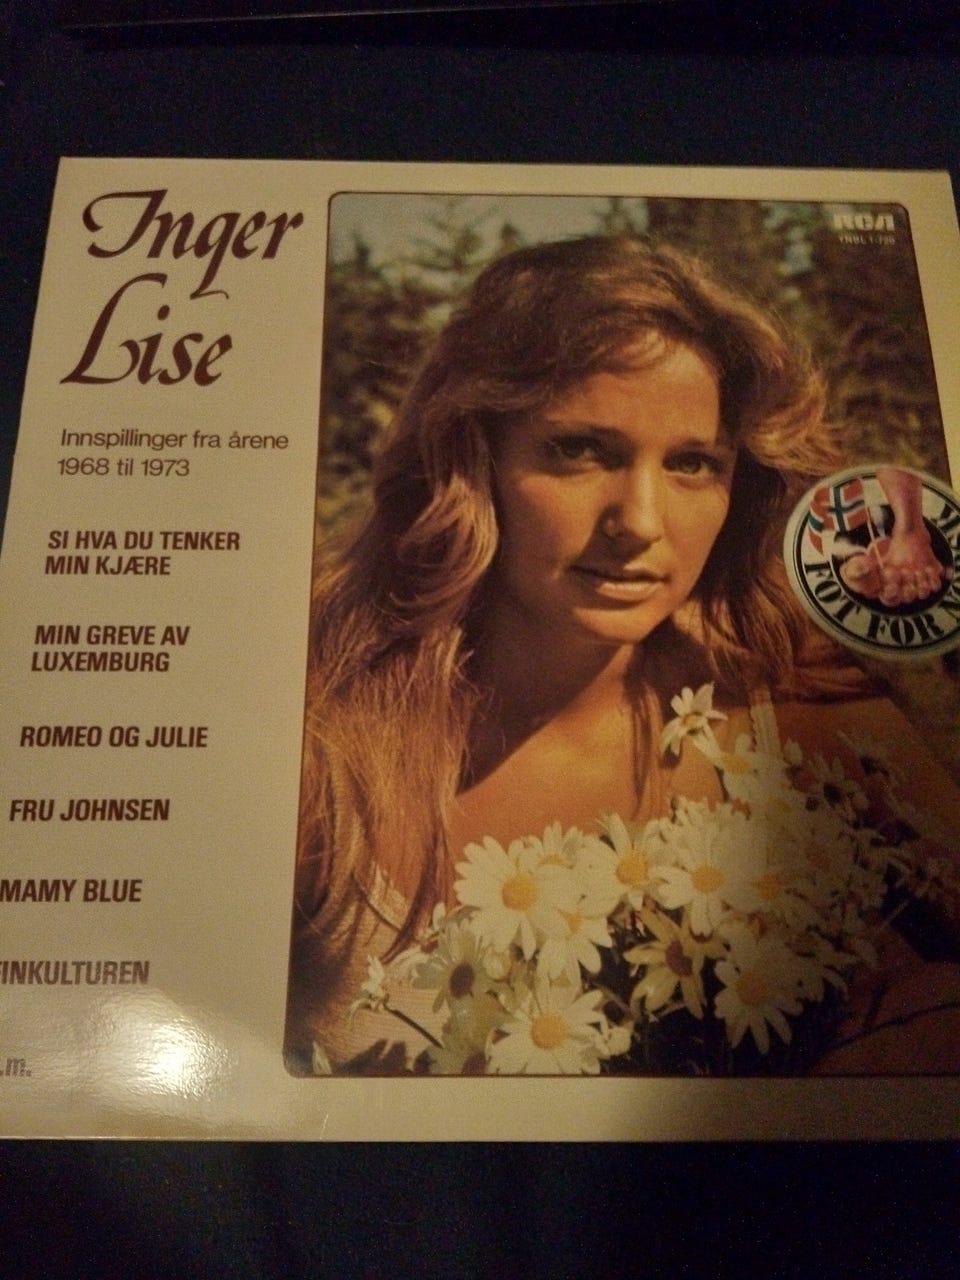 Inger
Lise
Innspillinger fra årene
1968 til 1973
SI HVA DU TENKER
MIN KJÆRE
MIN GREVE AV
LUXEMBURG
ROMEO OG JULIE
FRU JOHNSEN
MAMY BLUE
FINKULTUREN
.m.
RCA
FOT FOR